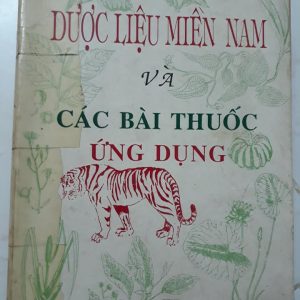 DƯỢC LIỆU MIỀN NAM
VÀ
CÁC BÀI THUỐC
ỨNG DỤNG